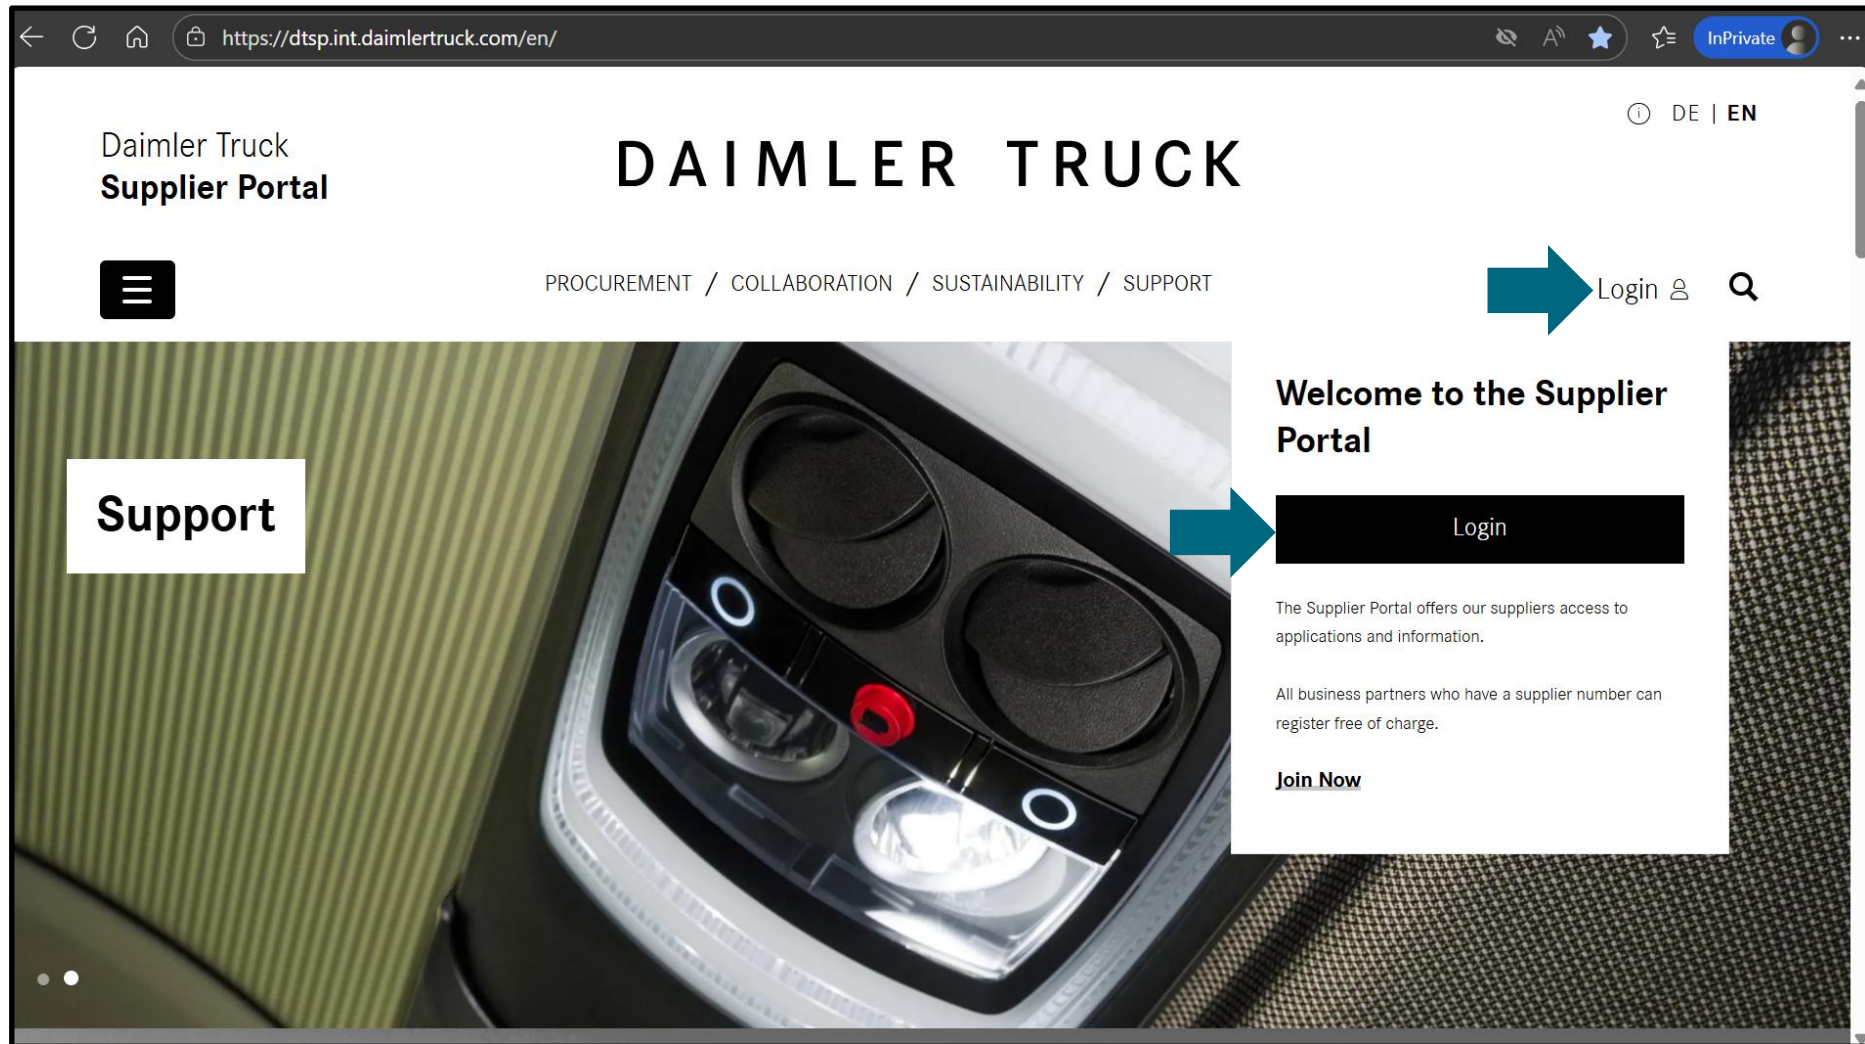 https://dtsp.int.daimlertruck.com/en/
InPrivate
DE | EN
Daimler Truck
Supplier Portal
DAIMLER TRUCK
PROCUREMENT / COLLABORATION / SUSTAINABILITY / SUPPORT
Login
Welcome to the Supplier
Portal
Support
Login
The Supplier Portal offers our suppliers access to
applications and information.
All business partners who have a supplier number can
register free of charge.
Join Now